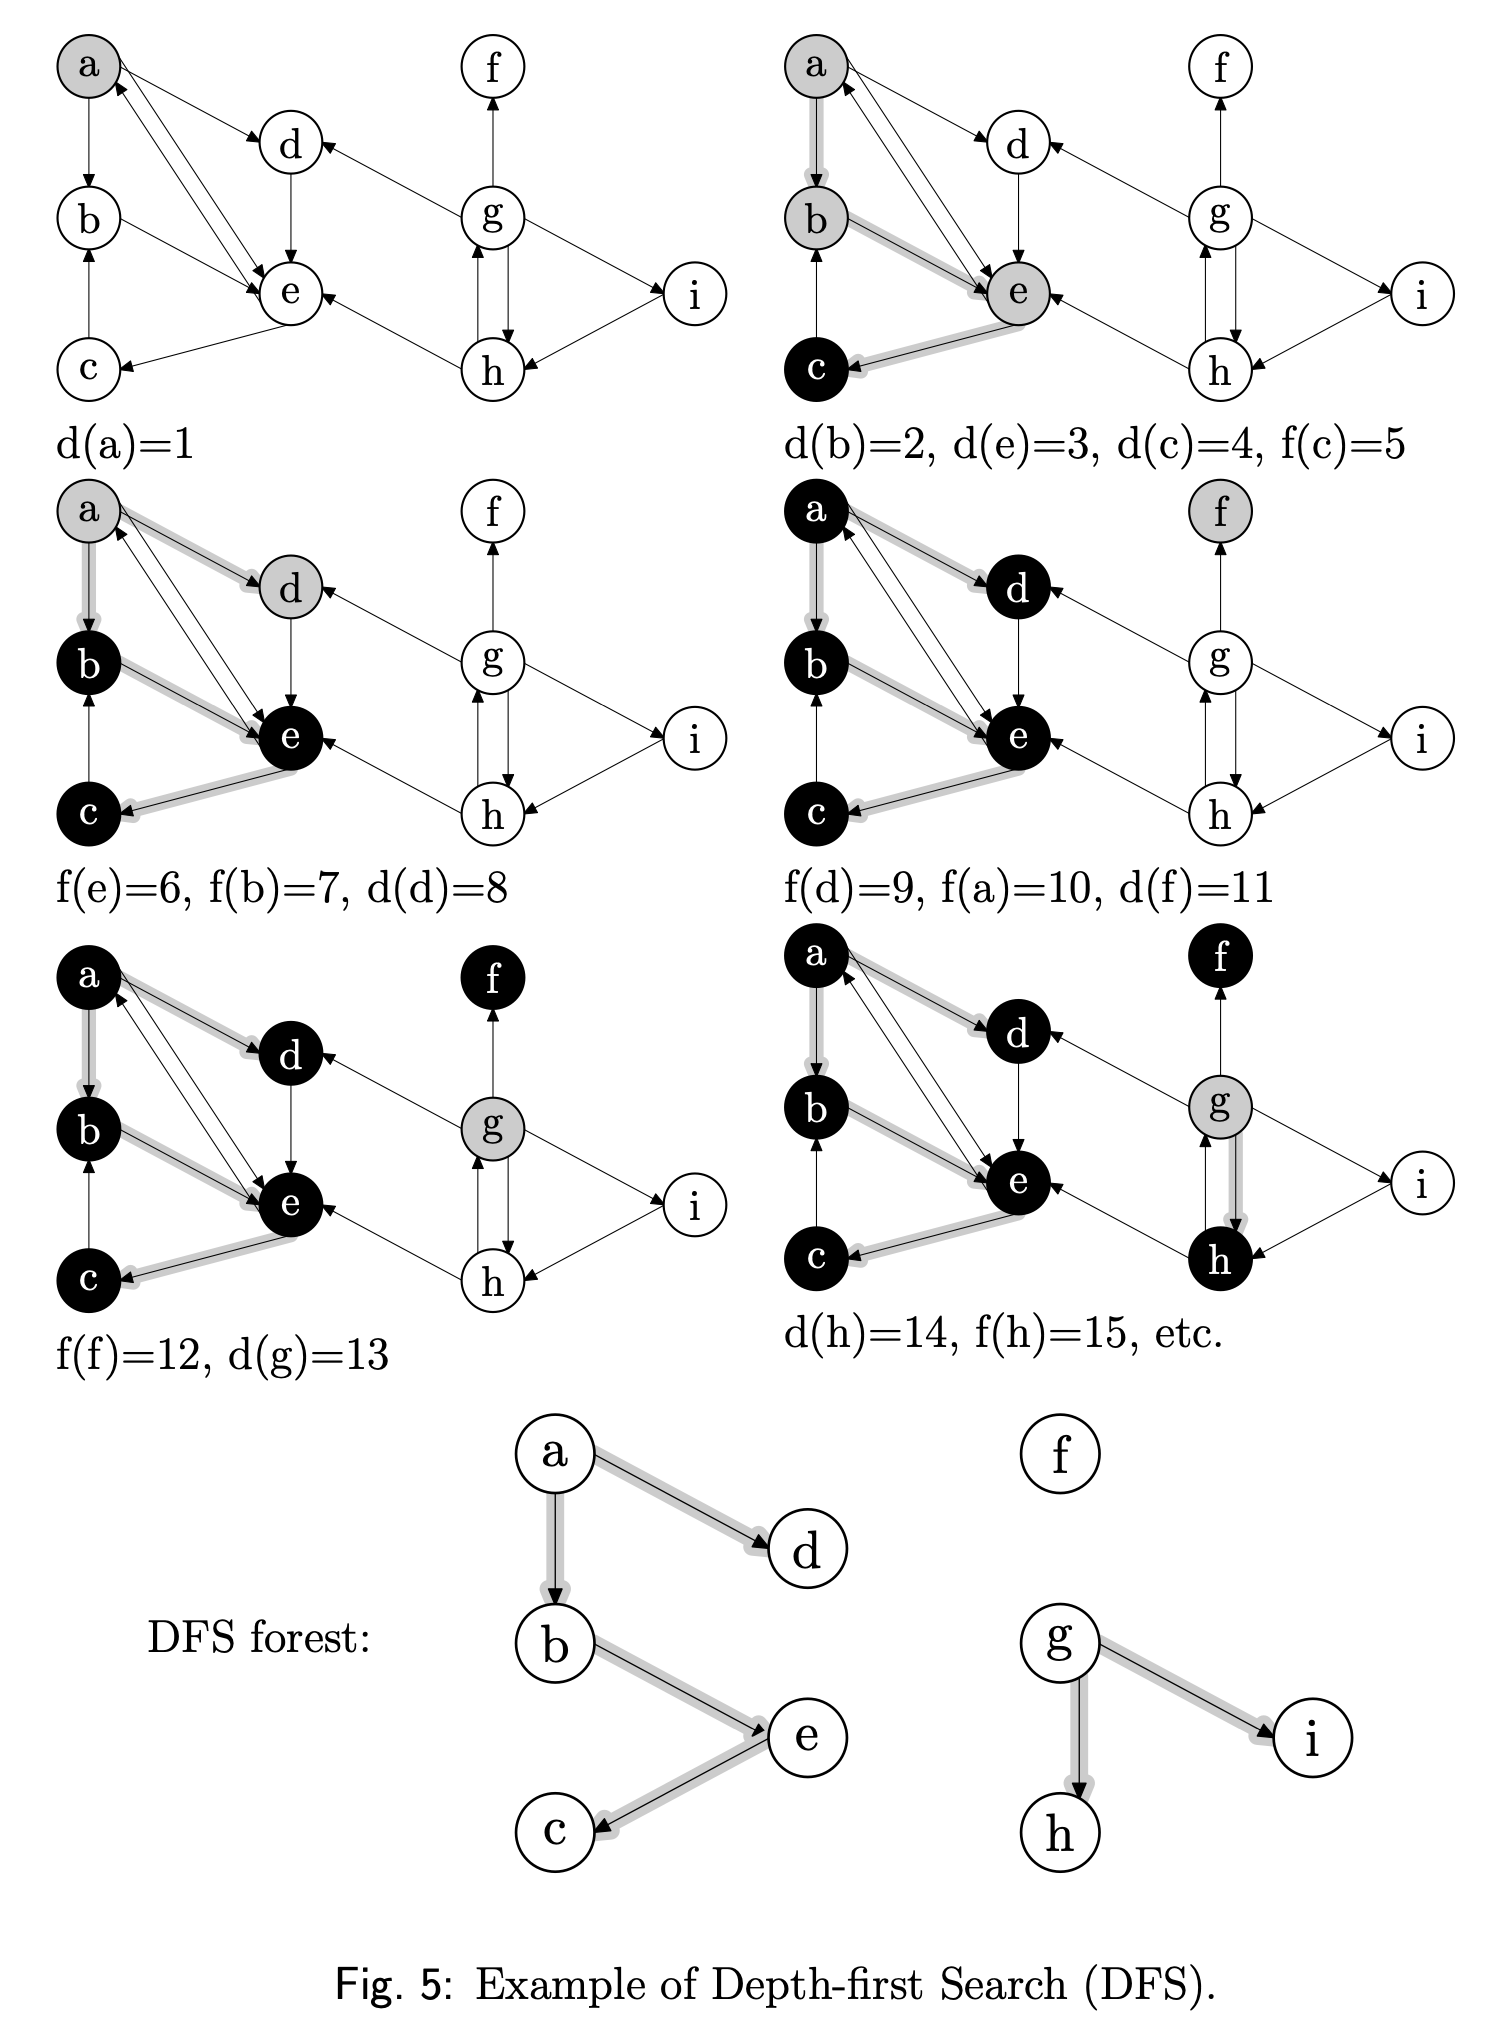 a f a f
d d
b g b g
e i e i
c h c h
d(a)=1 d(b)=2, d(e)=3, d(c)=4, f(c)=5
a f a f
d d
b g b g
e i e i
c h c h
f(e)=6, f(b)=7, d(d)=8 f(d)=9, f(a)=10, d(f)=11
a f a f
d d
b g b g
e i e i
c h c h
f(f)=12, d(g)=13 d(h)=14, f(h)=15, etc.
a f
d
DFS forest: b g
e i
c h
Fig. 5: Example of Depth-first Search (DFS).